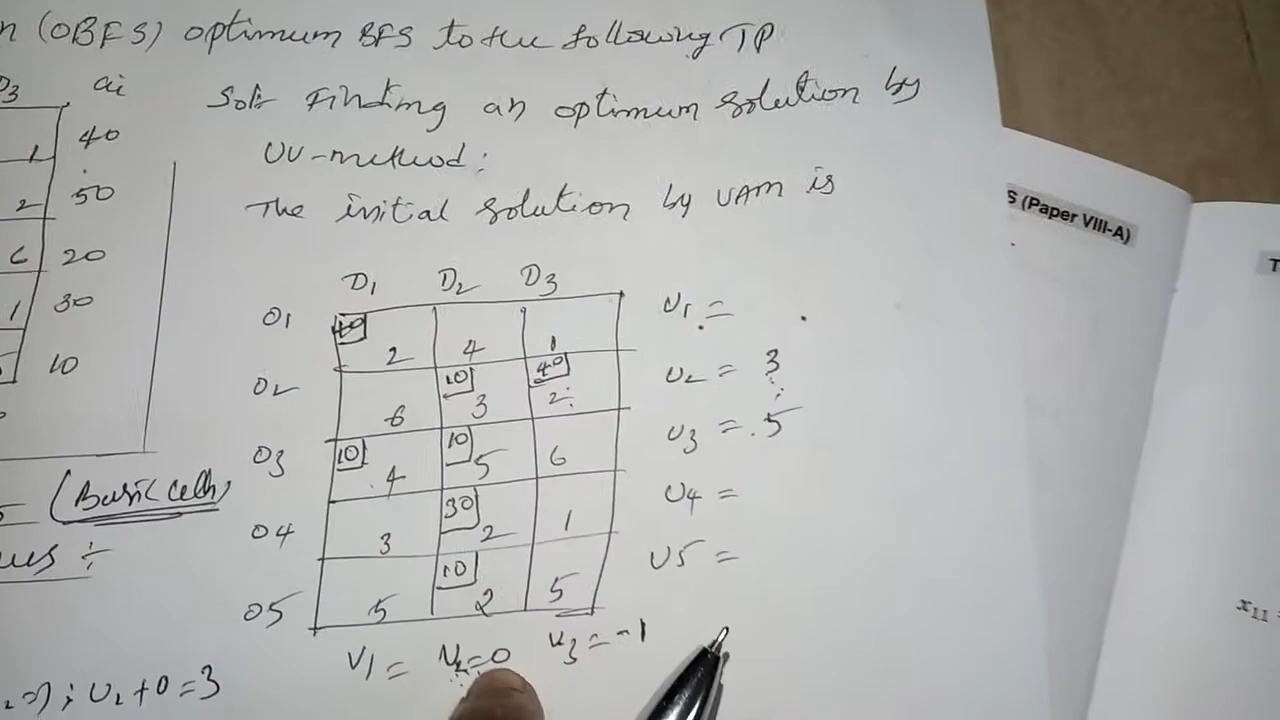 n (OBFS) optimum BFS to the following TP
D3 ai
1 40
2 50
6 20
1 30
10
Sol: Finding an optimum solution by
UV-method:
The initial solution by VAM is
D1 D2 D3
O1 40 2 4 1 U1 =
O2 6 10 3 40 2 U2 = 3
O3 10 4 10 5 6 U3 = 5
O4 3 30 2 1 U4 =
O5 5 10 2 5 U5 =
V1 = V2=0 V3=-1
(Basic cells)
ues ÷
; U2+0=3
S (Paper VIII-A)
T
x11 =